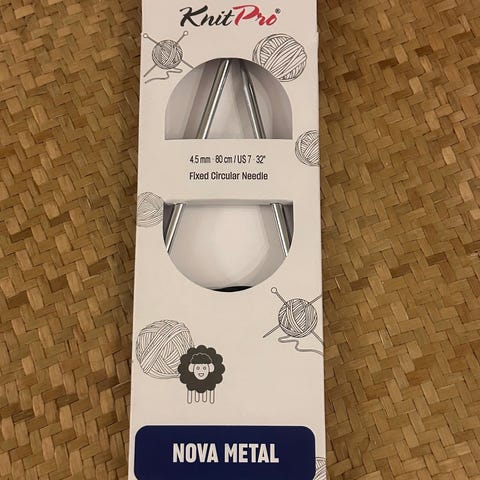 KnitPro®
4.5 mm · 80 cm / US 7 · 32"
Fixed Circular Needle
NOVA METAL